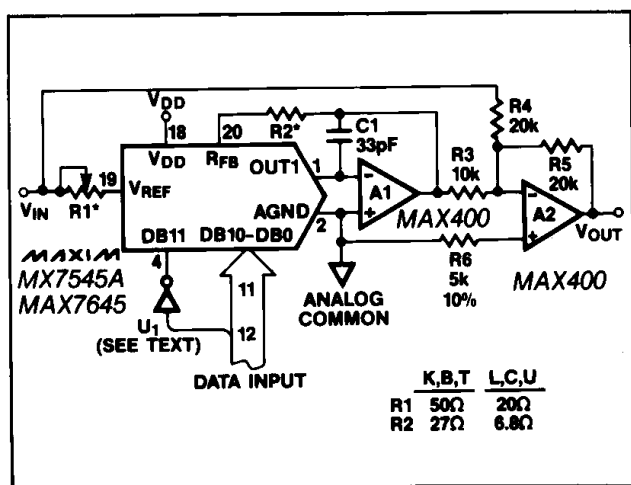 VDD
18
20
R2*
C1
33pF
R4
20k
VDD
RFB
OUT1
1
R3
10k
R5
20k
VIN
R1*
19
VREF
A1
MAX400
A2
VOUT
AGND
2
MAXIM
MX7545A
MAX7645
DB11
DB10-DB0
4
R6
5k
10%
MAX400
11
12
ANALOG
COMMON
U1
(SEE TEXT)
DATA INPUT
K,B,T L,C,U
R1 50Ω 20Ω
R2 27Ω 6.8Ω